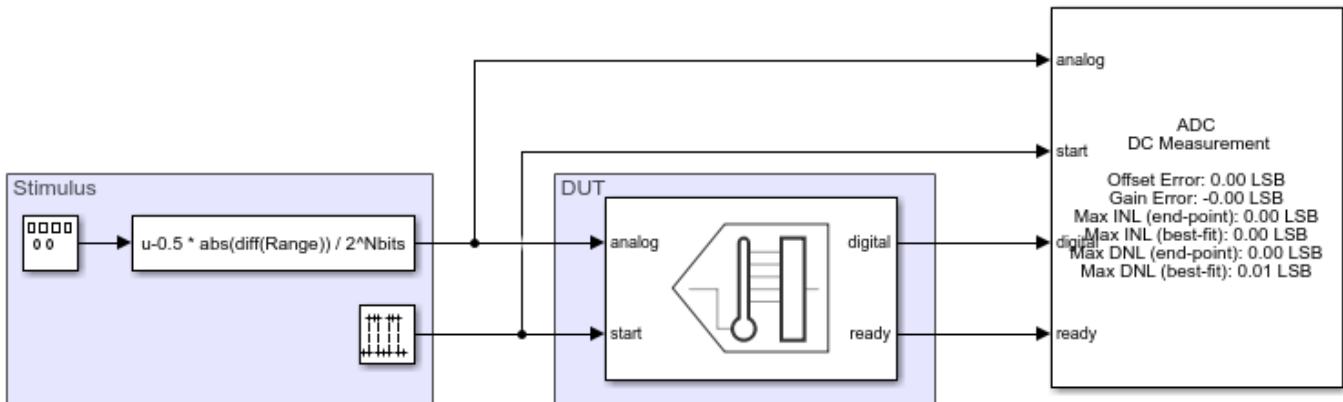 analog
ADC
DC Measurement
start
Stimulus
DUT
Offset Error: 0.00 LSB
Gain Error: -0.00 LSB
Max INL (end-point): 0.00 LSB
Max INL (best-fit): 0.00 LSB
u-0.5 * abs(diff(Range)) / 2^Nbits
analog
digital
digital
Max DNL (end-point): 0.00 LSB
Max DNL (best-fit): 0.01 LSB
start
ready
ready